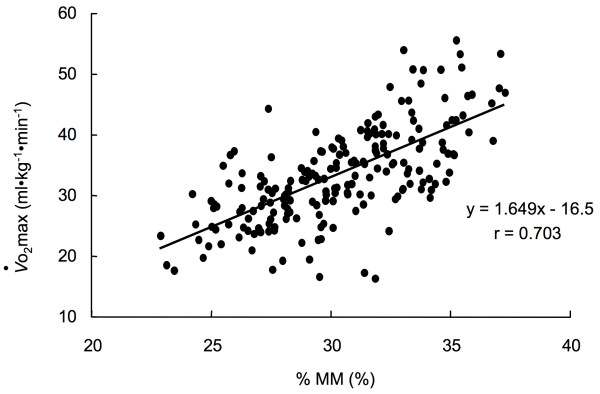 60
50
40
30
20
10
V̇o₂max (ml•kg⁻¹•min⁻¹)
y = 1.649x - 16.5
r = 0.703
20 25 30 35 40
% MM (%)